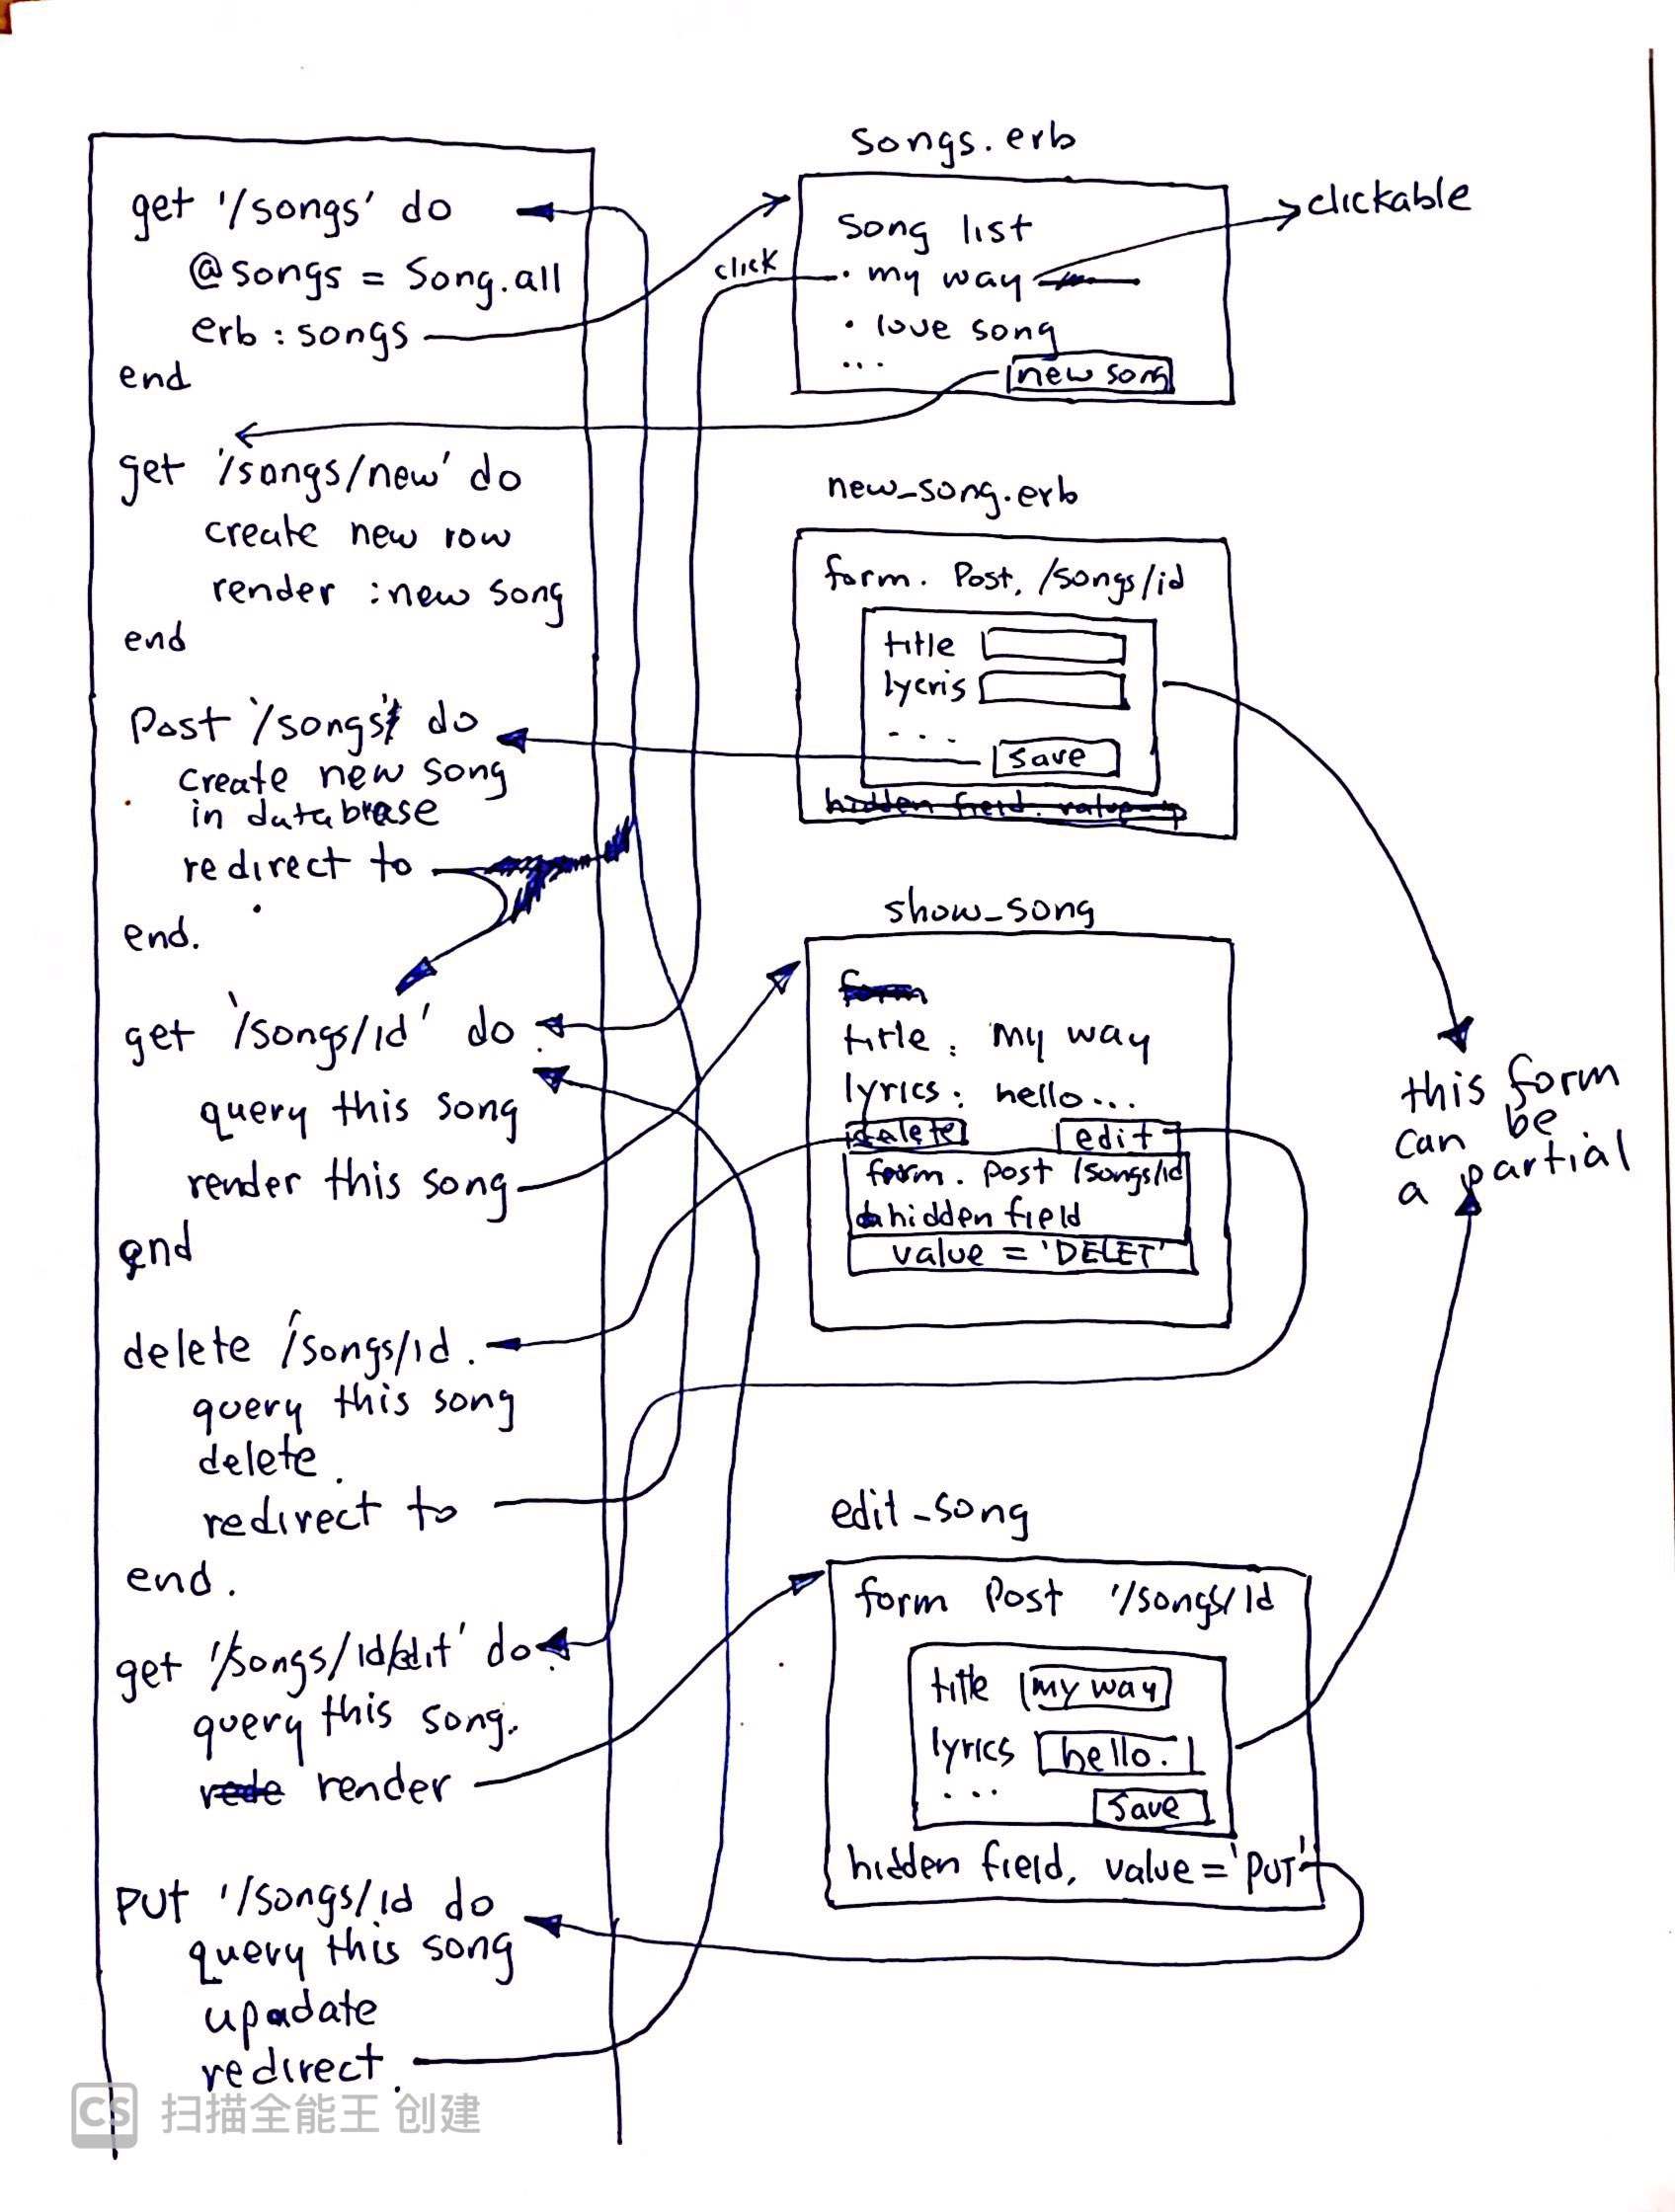 get '/songs' do
@songs = Song.all
erb :songs
end
get '/songs/new' do
create new row
render :new song
end
Post '/songs' do
create new song
in database
redirect to
end.
get '/songs/id' do
query this song
render this song
end
delete '/songs/id.
query this song
delete.
redirect to
end.
get '/songs/id/edit' do.
query this song.
render
PUT '/songs/id do
query this song
upadate
redirect.
songs.erb
Song list
• my way
• love song
...
new song
click
clickable
new_song.erb
form. Post, /songs/id
title
lycris
...
save
show_song
title: my way
lyrics: hello...
delete
edit
form. post /songs/id
hidden field
value = 'DELET'
edit_song
form Post '/songs/id
title my way
lyrics hello.
...
Save
hidden field, value = 'PUT'
this form
can be
a partial
CS 扫描全能王 创建